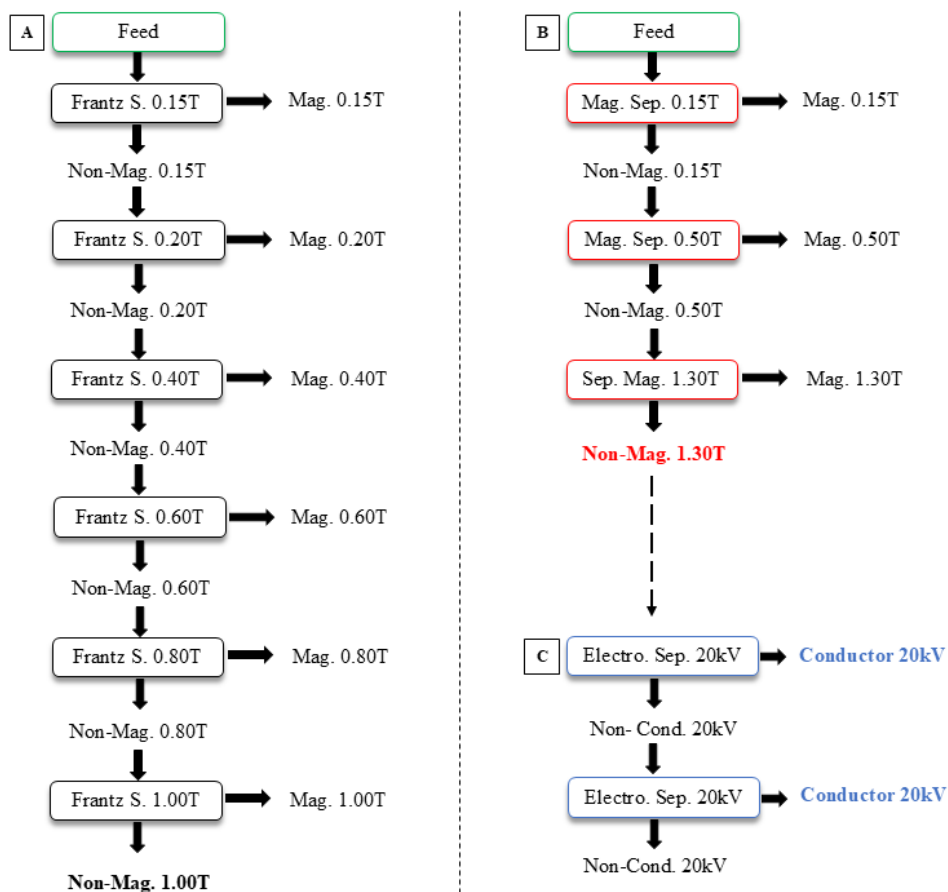 A
Feed
Frantz S. 0.15T
Mag. 0.15T
Non-Mag. 0.15T
Frantz S. 0.20T
Mag. 0.20T
Non-Mag. 0.20T
Frantz S. 0.40T
Mag. 0.40T
Non-Mag. 0.40T
Frantz S. 0.60T
Mag. 0.60T
Non-Mag. 0.60T
Frantz S. 0.80T
Mag. 0.80T
Non-Mag. 0.80T
Frantz S. 1.00T
Mag. 1.00T
Non-Mag. 1.00T
B
Feed
Mag. Sep. 0.15T
Mag. 0.15T
Non-Mag. 0.15T
Mag. Sep. 0.50T
Mag. 0.50T
Non-Mag. 0.50T
Sep. Mag. 1.30T
Mag. 1.30T
Non-Mag. 1.30T
C
Electro. Sep. 20kV
Conductor 20kV
Non- Cond. 20kV
Electro. Sep. 20kV
Conductor 20kV
Non-Cond. 20kV